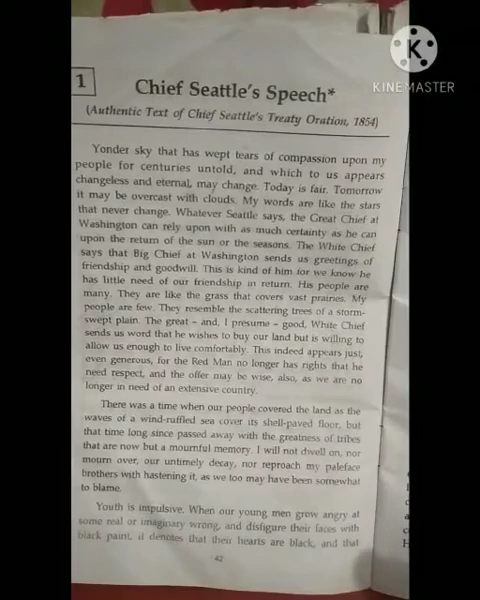 K
KINE MASTER
1
Chief Seattle's Speech*
(Authentic Text of Chief Seattle's Treaty Oration, 1854)
Yonder sky that has wept tears of compassion upon my
people for centuries untold, and which to us appears
changeless and eternal, may change. Today is fair. Tomorrow
it may be overcast with clouds. My words are like the stars
that never change. Whatever Seattle says, the Great Chief at
Washington can rely upon with as much certainty as he can
upon the return of the sun or the seasons. The White Chief
says that Big Chief at Washington sends us greetings of
friendship and goodwill. This is kind of him for we know he
has little need of our friendship in return. His people are
many. They are like the grass that covers vast prairies. My
people are few. They resemble the scattering trees of a storm-
swept plain. The great – and, I presume – good, White Chief
sends us word that he wishes to buy our land but is willing to
allow us enough to live comfortably. This indeed appears just,
even generous, for the Red Man no longer has rights that he
need respect, and the offer may be wise, also, as we are no
longer in need of an extensive country.
There was a time when our people covered the land as the
waves of a wind-ruffled sea cover its shell-paved floor, but
that time long since passed away with the greatness of tribes
that are now but a mournful memory. I will not dwell on, nor
mourn over, our untimely decay, nor reproach my paleface
brothers with hastening it, as we too may have been somewhat
to blame.
Youth is impulsive. When our young men grow angry at
some real or imaginary wrong, and disfigure their faces with
black paint, it denotes that their hearts are black, and that
42